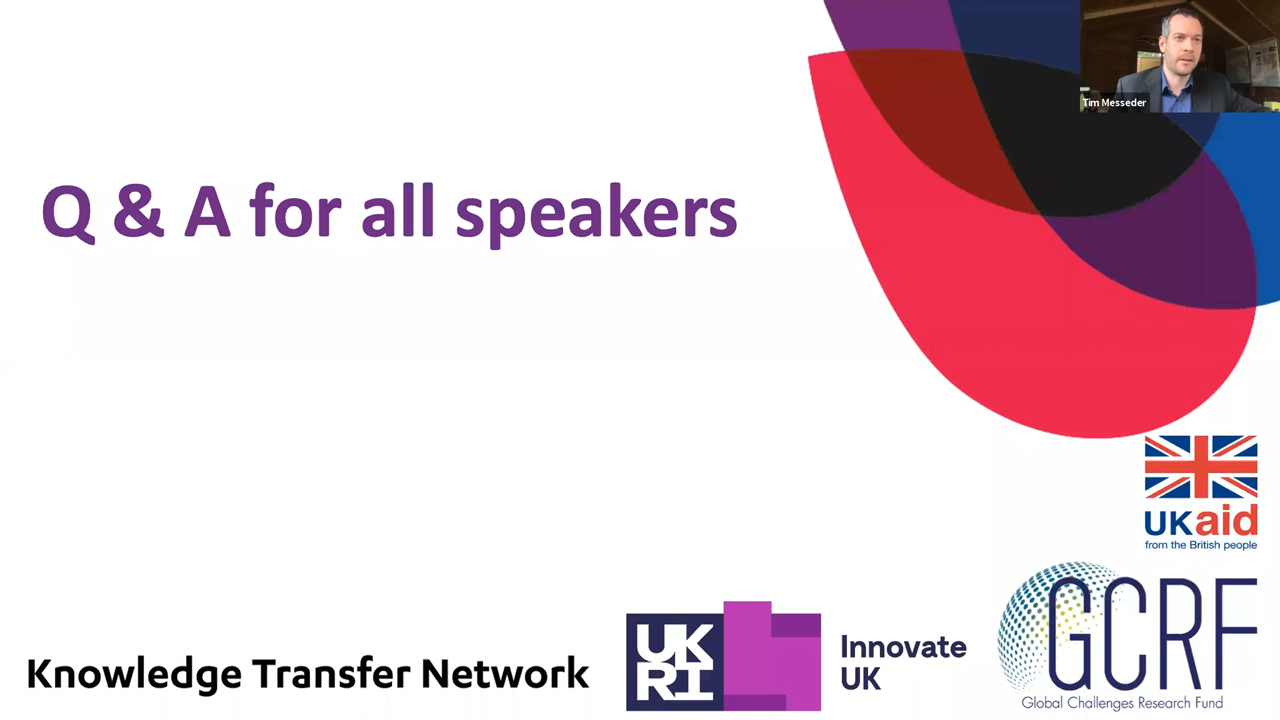 Tim Messeder
Q & A for all speakers
UKaid
from the British people
Knowledge Transfer Network
UK
RI
Innovate
UK
GCRF
Global Challenges Research Fund